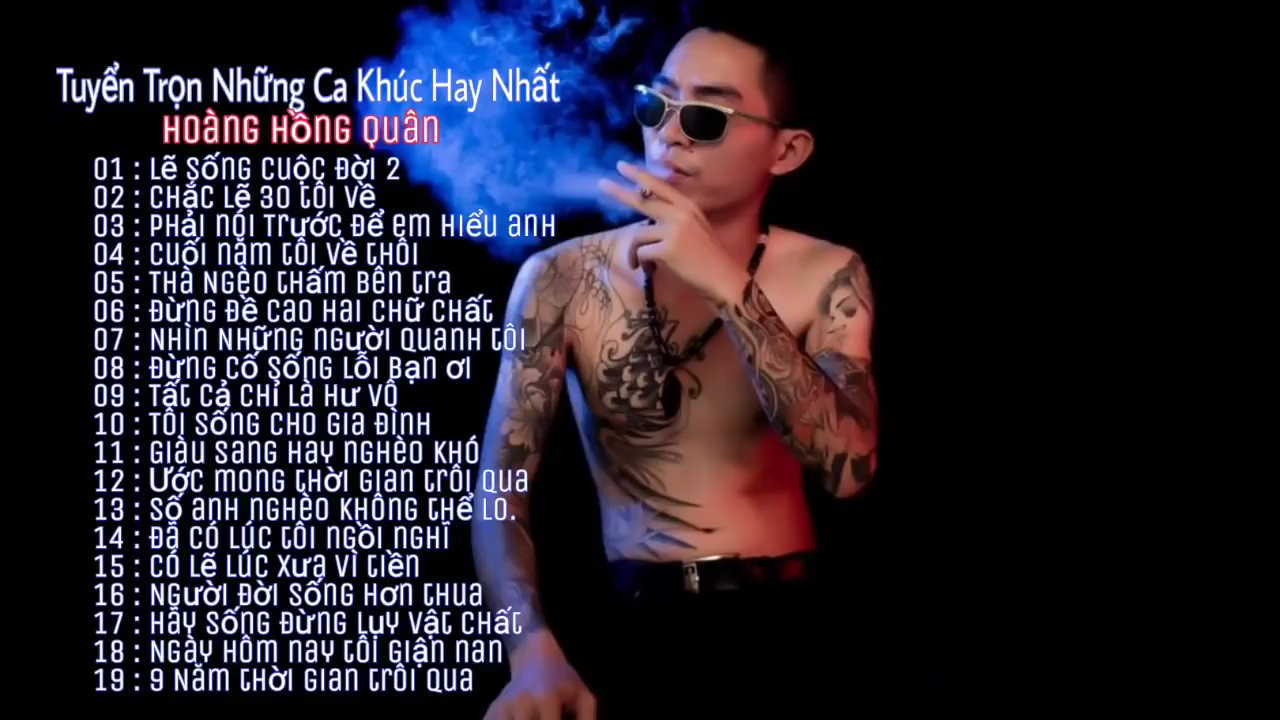 Tuyển Trọn Những Ca Khúc Hay Nhất
Hoàng Hồng Quân
01 : Lẽ Sống Cuộc Đời 2
02 : Chắc Lẽ 30 Tôi Về
03 : Phải Nói Trước Để Em Hiểu Anh
04 : Cuối Năm Tôi Về Thôi
05 : Thà Ngèo Thấm Bên Tra
06 : Đừng Đề Cao Hai Chữ Chất
07 : Nhìn Những Người Quanh Tôi
08 : Đừng Cố Sống Lỗi Bạn Ơi
09 : Tất Cả Chỉ Là Hư Vô
10 : Tôi Sống Cho Gia Đình
11 : Giàu Sang Hay Nghèo Khó
12 : Ước Mong Thời Gian Trôi Qua
13 : Số Anh Nghèo Không Thể Lo.
14 : Đã Có Lúc Tôi Ngồi Nghĩ
15 : Có Lẽ Lúc Xưa Vì Tiền
16 : Người Đời Sống Hơn Thua
17 : Hãy Sống Đừng Lụy Vật Chất
18 : Ngày Hôm Nay Tôi Giận Nan
19 : 9 Năm Thời Gian Trôi Qua